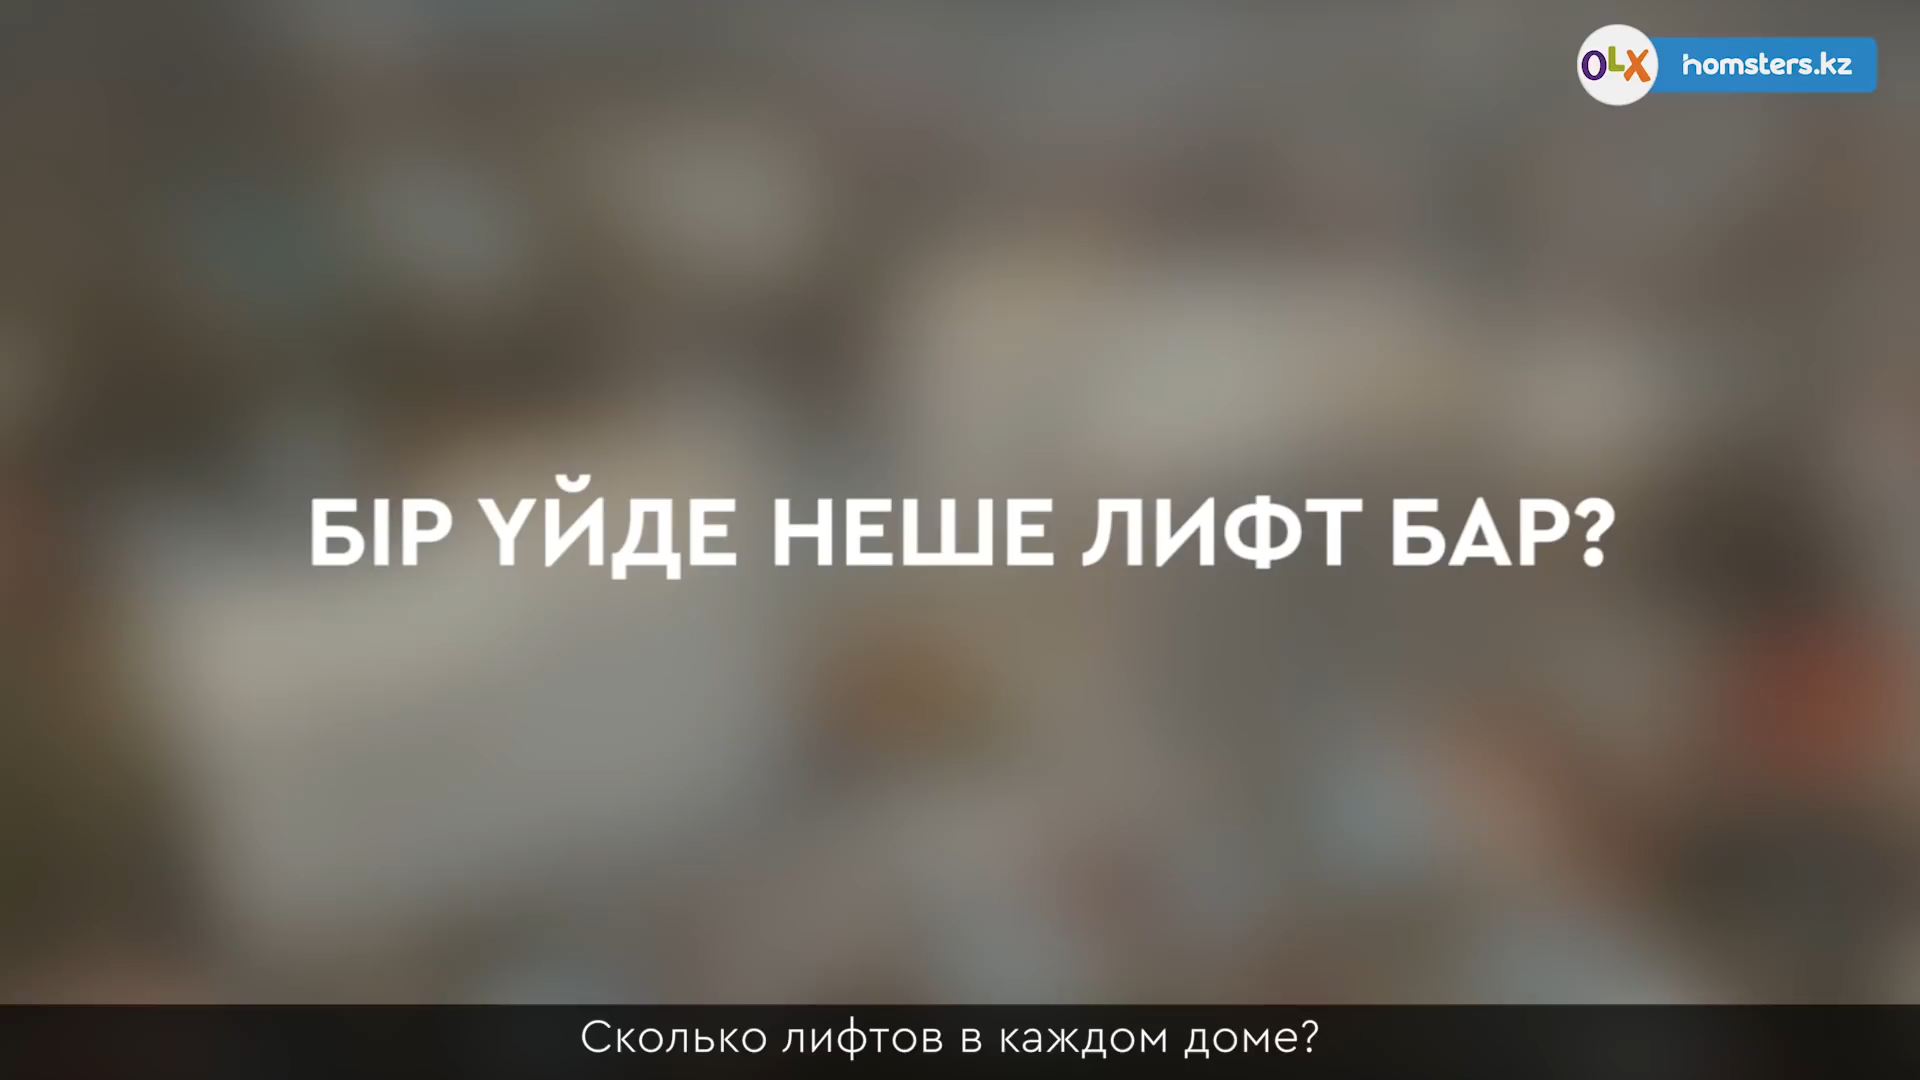 OLX homsters.kz
БІР ҮЙДЕ НЕШЕ ЛИФТ БАР?
Сколько лифтов в каждом доме?